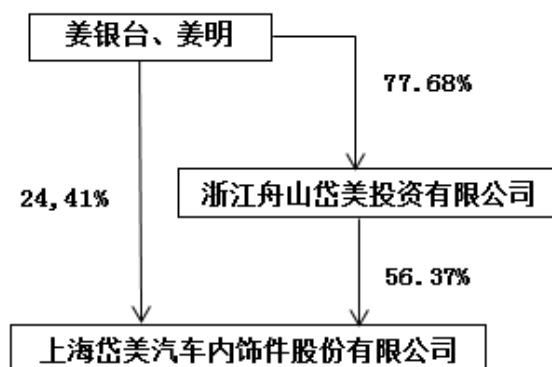 姜银台、姜明
77.68%
24,41%
浙江舟山岱美投资有限公司
56.37%
上海岱美汽车内饰件股份有限公司